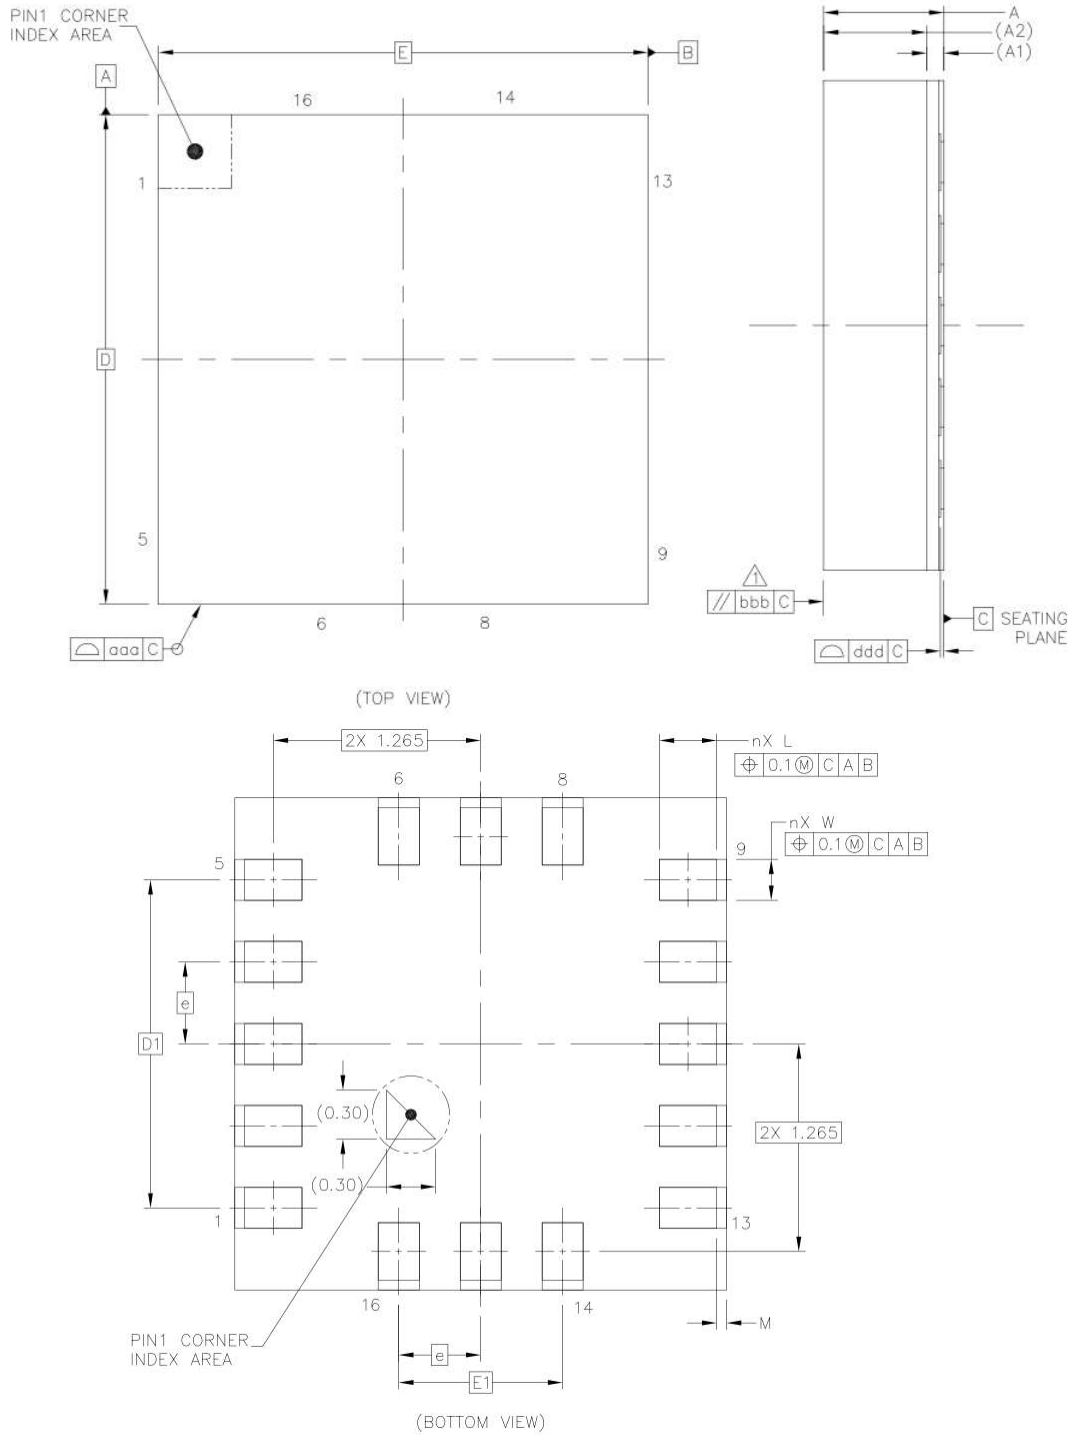 PIN1 CORNER
INDEX AREA
A
E
B
16
14
1
13
D
5
9
6
8
⌓ aaa C
A
(A2)
(A1)
1
// bbb C
C SEATING
PLANE
⌓ ddd C
(TOP VIEW)
2X 1.265
nX L
⌖ 0.1Ⓜ C A B
6
8
nX W
⌖ 0.1Ⓜ C A B
5
9
e
D1
(0.30)
2X 1.265
(0.30)
1
13
16
14
M
PIN1 CORNER
INDEX AREA
e
E1
(BOTTOM VIEW)